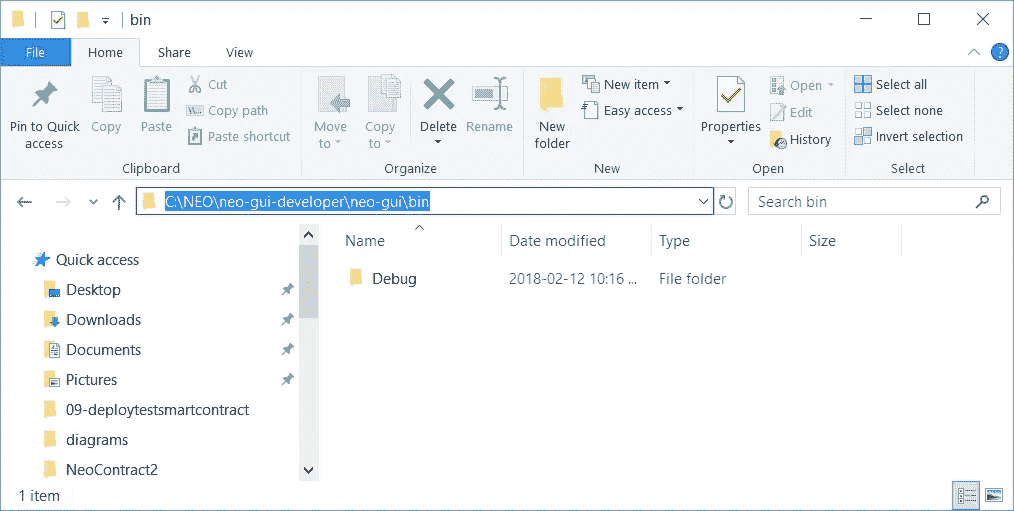 bin
File Home Share View
Pin to Quick access
Copy
Paste
Cut
Copy path
Paste shortcut
Clipboard
Move to
Copy to
Delete
Rename
Organize
New folder
New item
Easy access
New
Properties
Open
Edit
History
Open
Select all
Select none
Invert selection
Select
C:\NEO\neo-gui-developer\neo-gui\bin
Search bin
Quick access
Desktop
Downloads
Documents
Pictures
09-deploytestsmartcontract
diagrams
NeoContract2
Name Date modified Type Size
Debug 2018-02-12 10:16 ... File folder
1 item